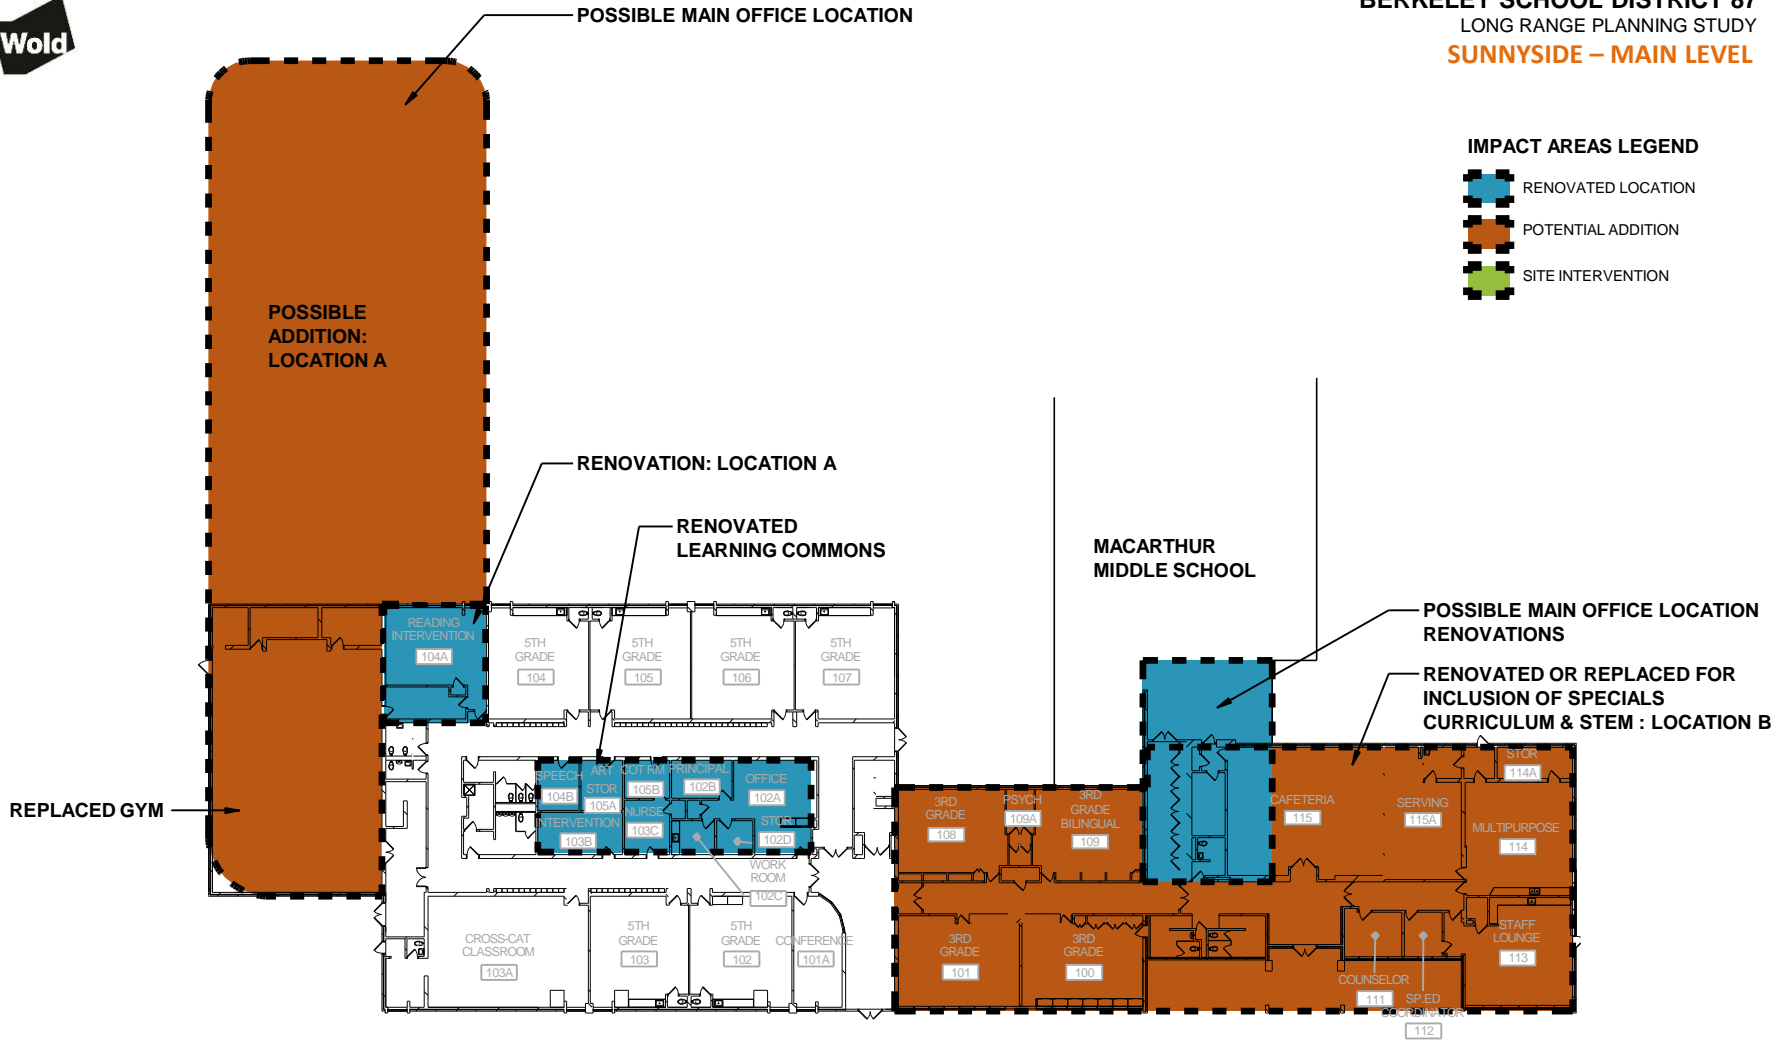 Wold
BERKELEY SCHOOL DISTRICT 87
LONG RANGE PLANNING STUDY
SUNNYSIDE – MAIN LEVEL
POSSIBLE MAIN OFFICE LOCATION
IMPACT AREAS LEGEND
RENOVATED LOCATION
POTENTIAL ADDITION
SITE INTERVENTION
POSSIBLE
ADDITION:
LOCATION A
RENOVATION: LOCATION A
RENOVATED
LEARNING COMMONS
MACARTHUR
MIDDLE SCHOOL
POSSIBLE MAIN OFFICE LOCATION
RENOVATIONS
RENOVATED OR REPLACED FOR
INCLUSION OF SPECIALS
CURRICULUM & STEM : LOCATION B
REPLACED GYM
READING
INTERVENTION
104A
5TH
GRADE
104
5TH
GRADE
105
5TH
GRADE
106
5TH
GRADE
107
SPEECH
104B
ART
STOR
105A
COT RM
105B
PRINCIPAL
102B
OFFICE
102A
INTERVENTION
103B
NURSE
103C
STOR
102D
WORK
ROOM
102C
CROSS-CAT
CLASSROOM
103A
5TH
GRADE
103
5TH
GRADE
102
CONFERENCE
101A
3RD
GRADE
108
PSYCH
109A
3RD
GRADE
BILINGUAL
109
3RD
GRADE
101
3RD
GRADE
100
CAFETERIA
115
SERVING
115A
STOR
114A
MULTIPURPOSE
114
STAFF
LOUNGE
113
COUNSELOR
111
SP.ED
COORDINATOR
112